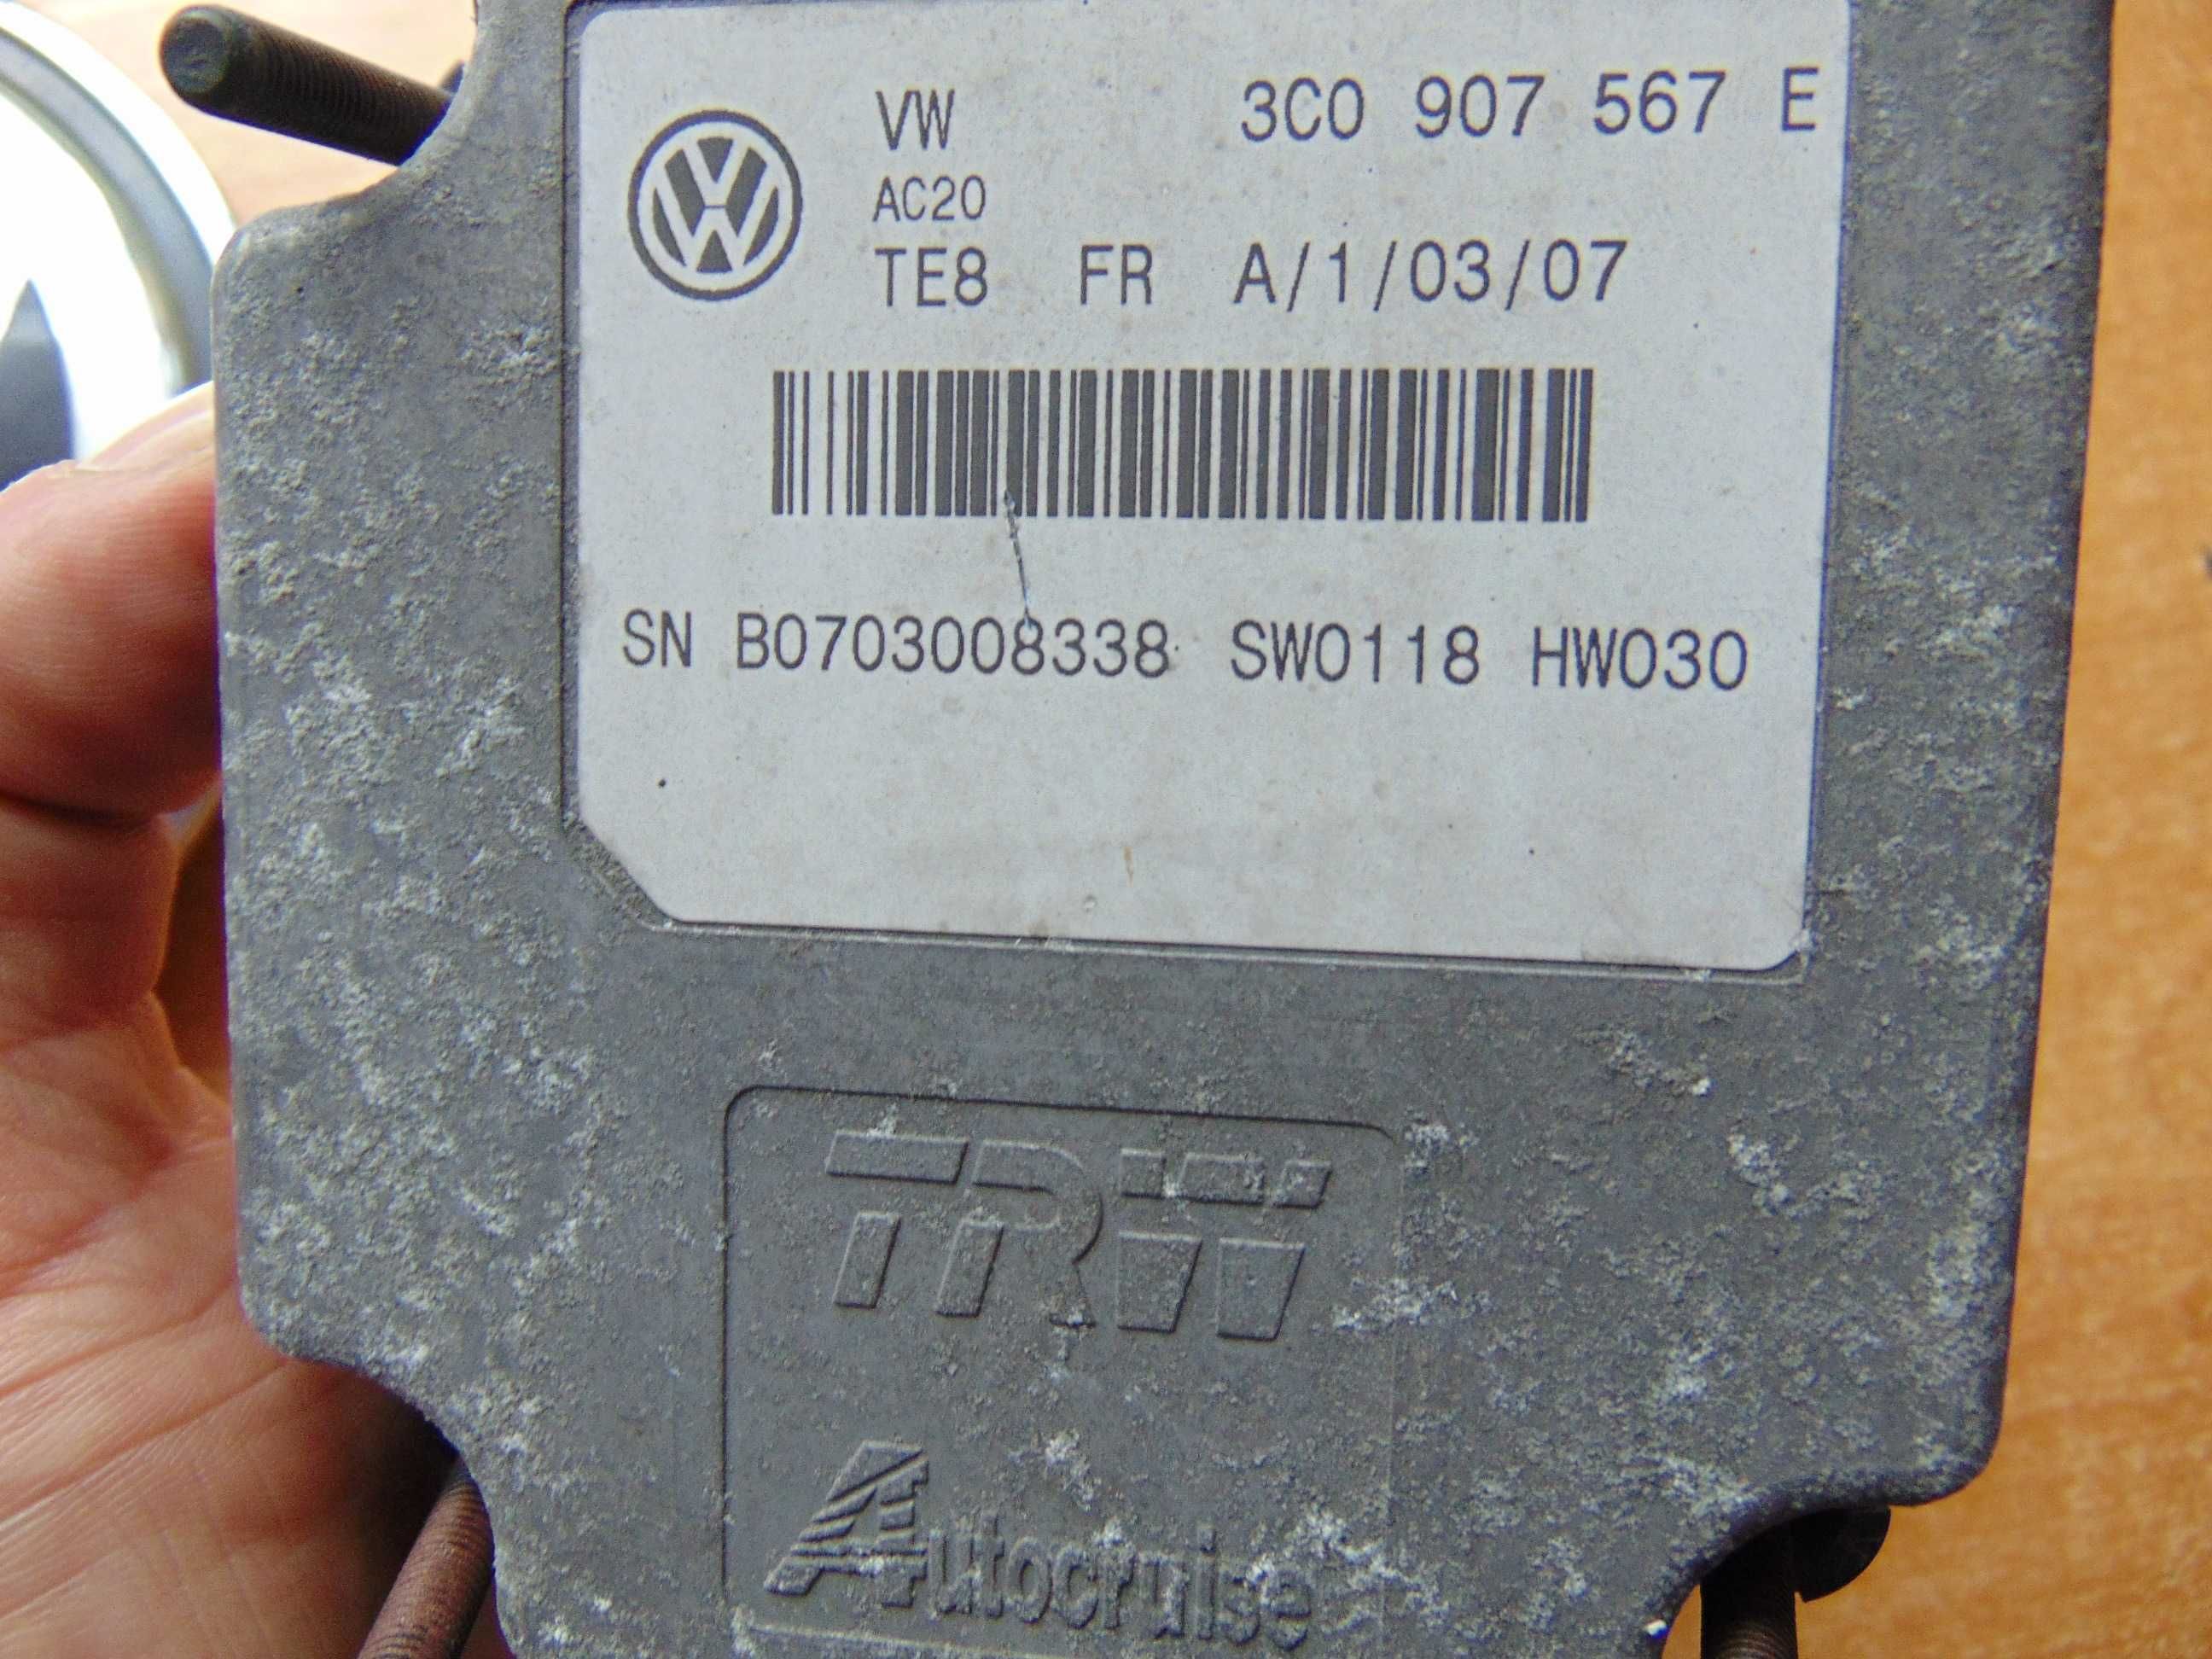 VW 3C0 907 567 E
AC20
TE8 FR A/1/03/07
SN B0703008338 SW0118 HW030
TRW
Autocruise